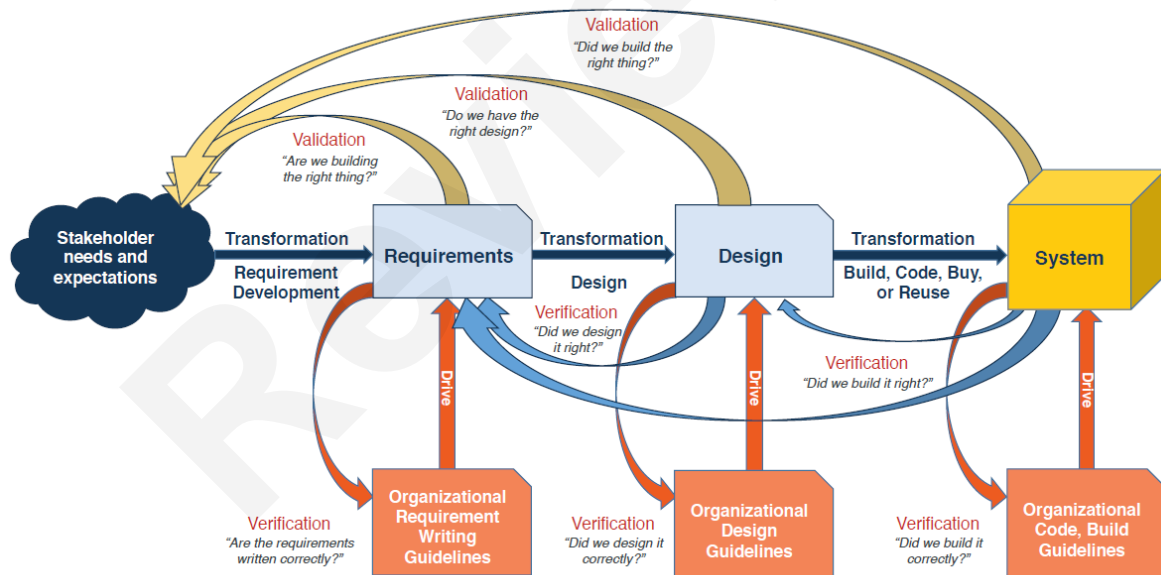 Validation
“Did we build the
right thing?”
Validation
“Do we have the
right design?”
Validation
“Are we building
the right thing?”
Stakeholder
needs and
expectations
Transformation
Requirement
Development
Requirements
Transformation
Design
Design
Transformation
Build, Code, Buy,
or Reuse
System
Verification
“Did we design
it right?”
Verification
“Did we build it right?”
Drive
Drive
Drive
Verification
“Are the requirements
written correctly?”
Organizational
Requirement
Writing
Guidelines
Verification
“Did we design it
correctly?”
Organizational
Design
Guidelines
Verification
“Did we build it
correctly?”
Organizational
Code, Build
Guidelines